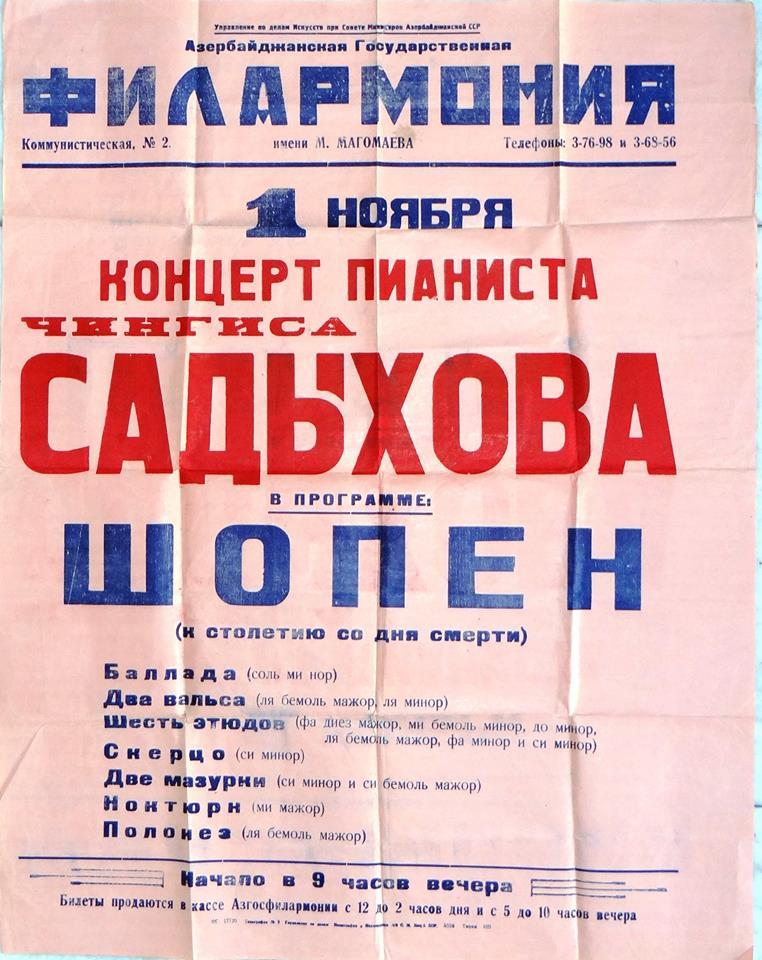 Управление по делам Искусств при Совете Министров Азербайджанской ССР
Азербайджанская Государственная
ФИЛАРМОНИЯ
Коммунистическая, № 2. имени М. МАГОМАЕВА Телефоны: 3-76-98 и 3-68-56
1 НОЯБРЯ
КОНЦЕРТ ПИАНИСТА
ЧИНГИСА
САДЫХОВА
В ПРОГРАММЕ:
ШОПЕН
(к столетию со дня смерти)
Баллада (соль ми нор)
Два вальса (ля бемоль мажор, ля минор)
Шесть этюдов (фа диез мажор, ми бемоль минор, до минор,
ля бемоль мажор, фа минор и си минор)
Скерцо (си минор)
Две мазурки (си минор и си бемоль мажор)
Ноктюрн (ми мажор)
Полонез (ля бемоль мажор)
Начало в 9 часов вечера
Билеты продаются в кассе Азгосфилармонии с 12 до 2 часов дня и с 5 до 10 часов вечера